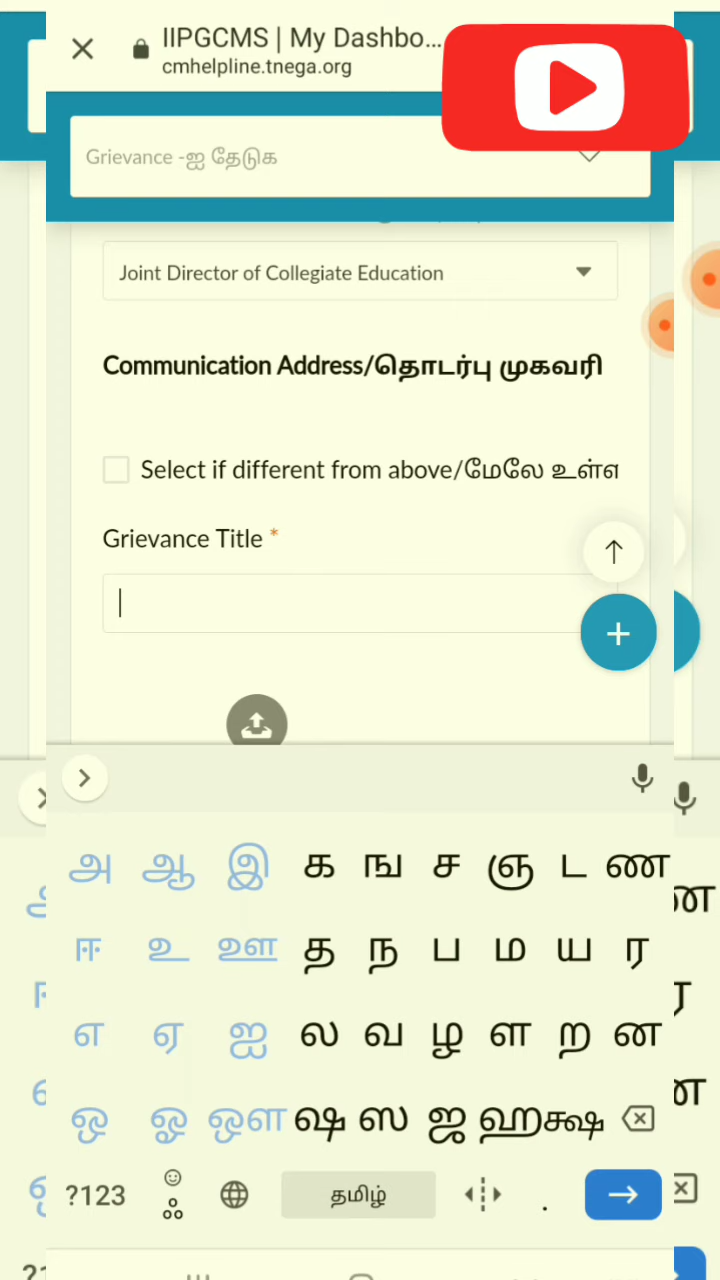 IIPGCMS | My Dashbo...
cmhelpline.tnega.org
Grievance -ஐ தேடுக
Joint Director of Collegiate Education
Communication Address/தொடர்பு முகவரி
Select if different from above/மேலே உள்ள
Grievance Title *
அ ஆ இ க ங ச ஞ ட ண
ஈ உ ஊ த ந ப ம ய ர
எ ஏ ஐ ல வ ழ ள ற ன
ஒ ஓ ஔ ஷ ஸ ஜ ஹ க்ஷ
?123 தமிழ் .